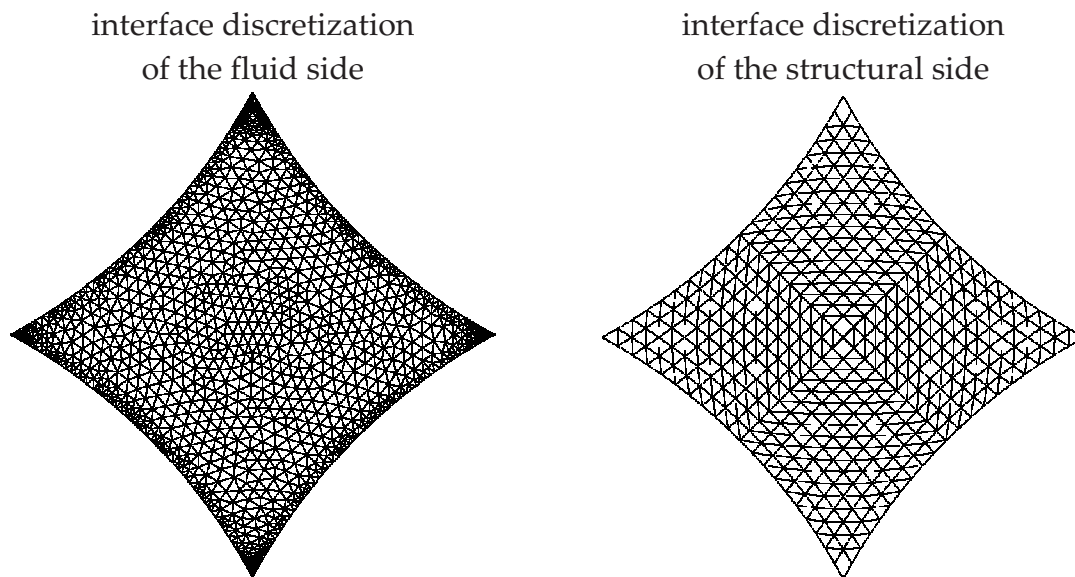 interface discretization
of the fluid side
interface discretization
of the structural side